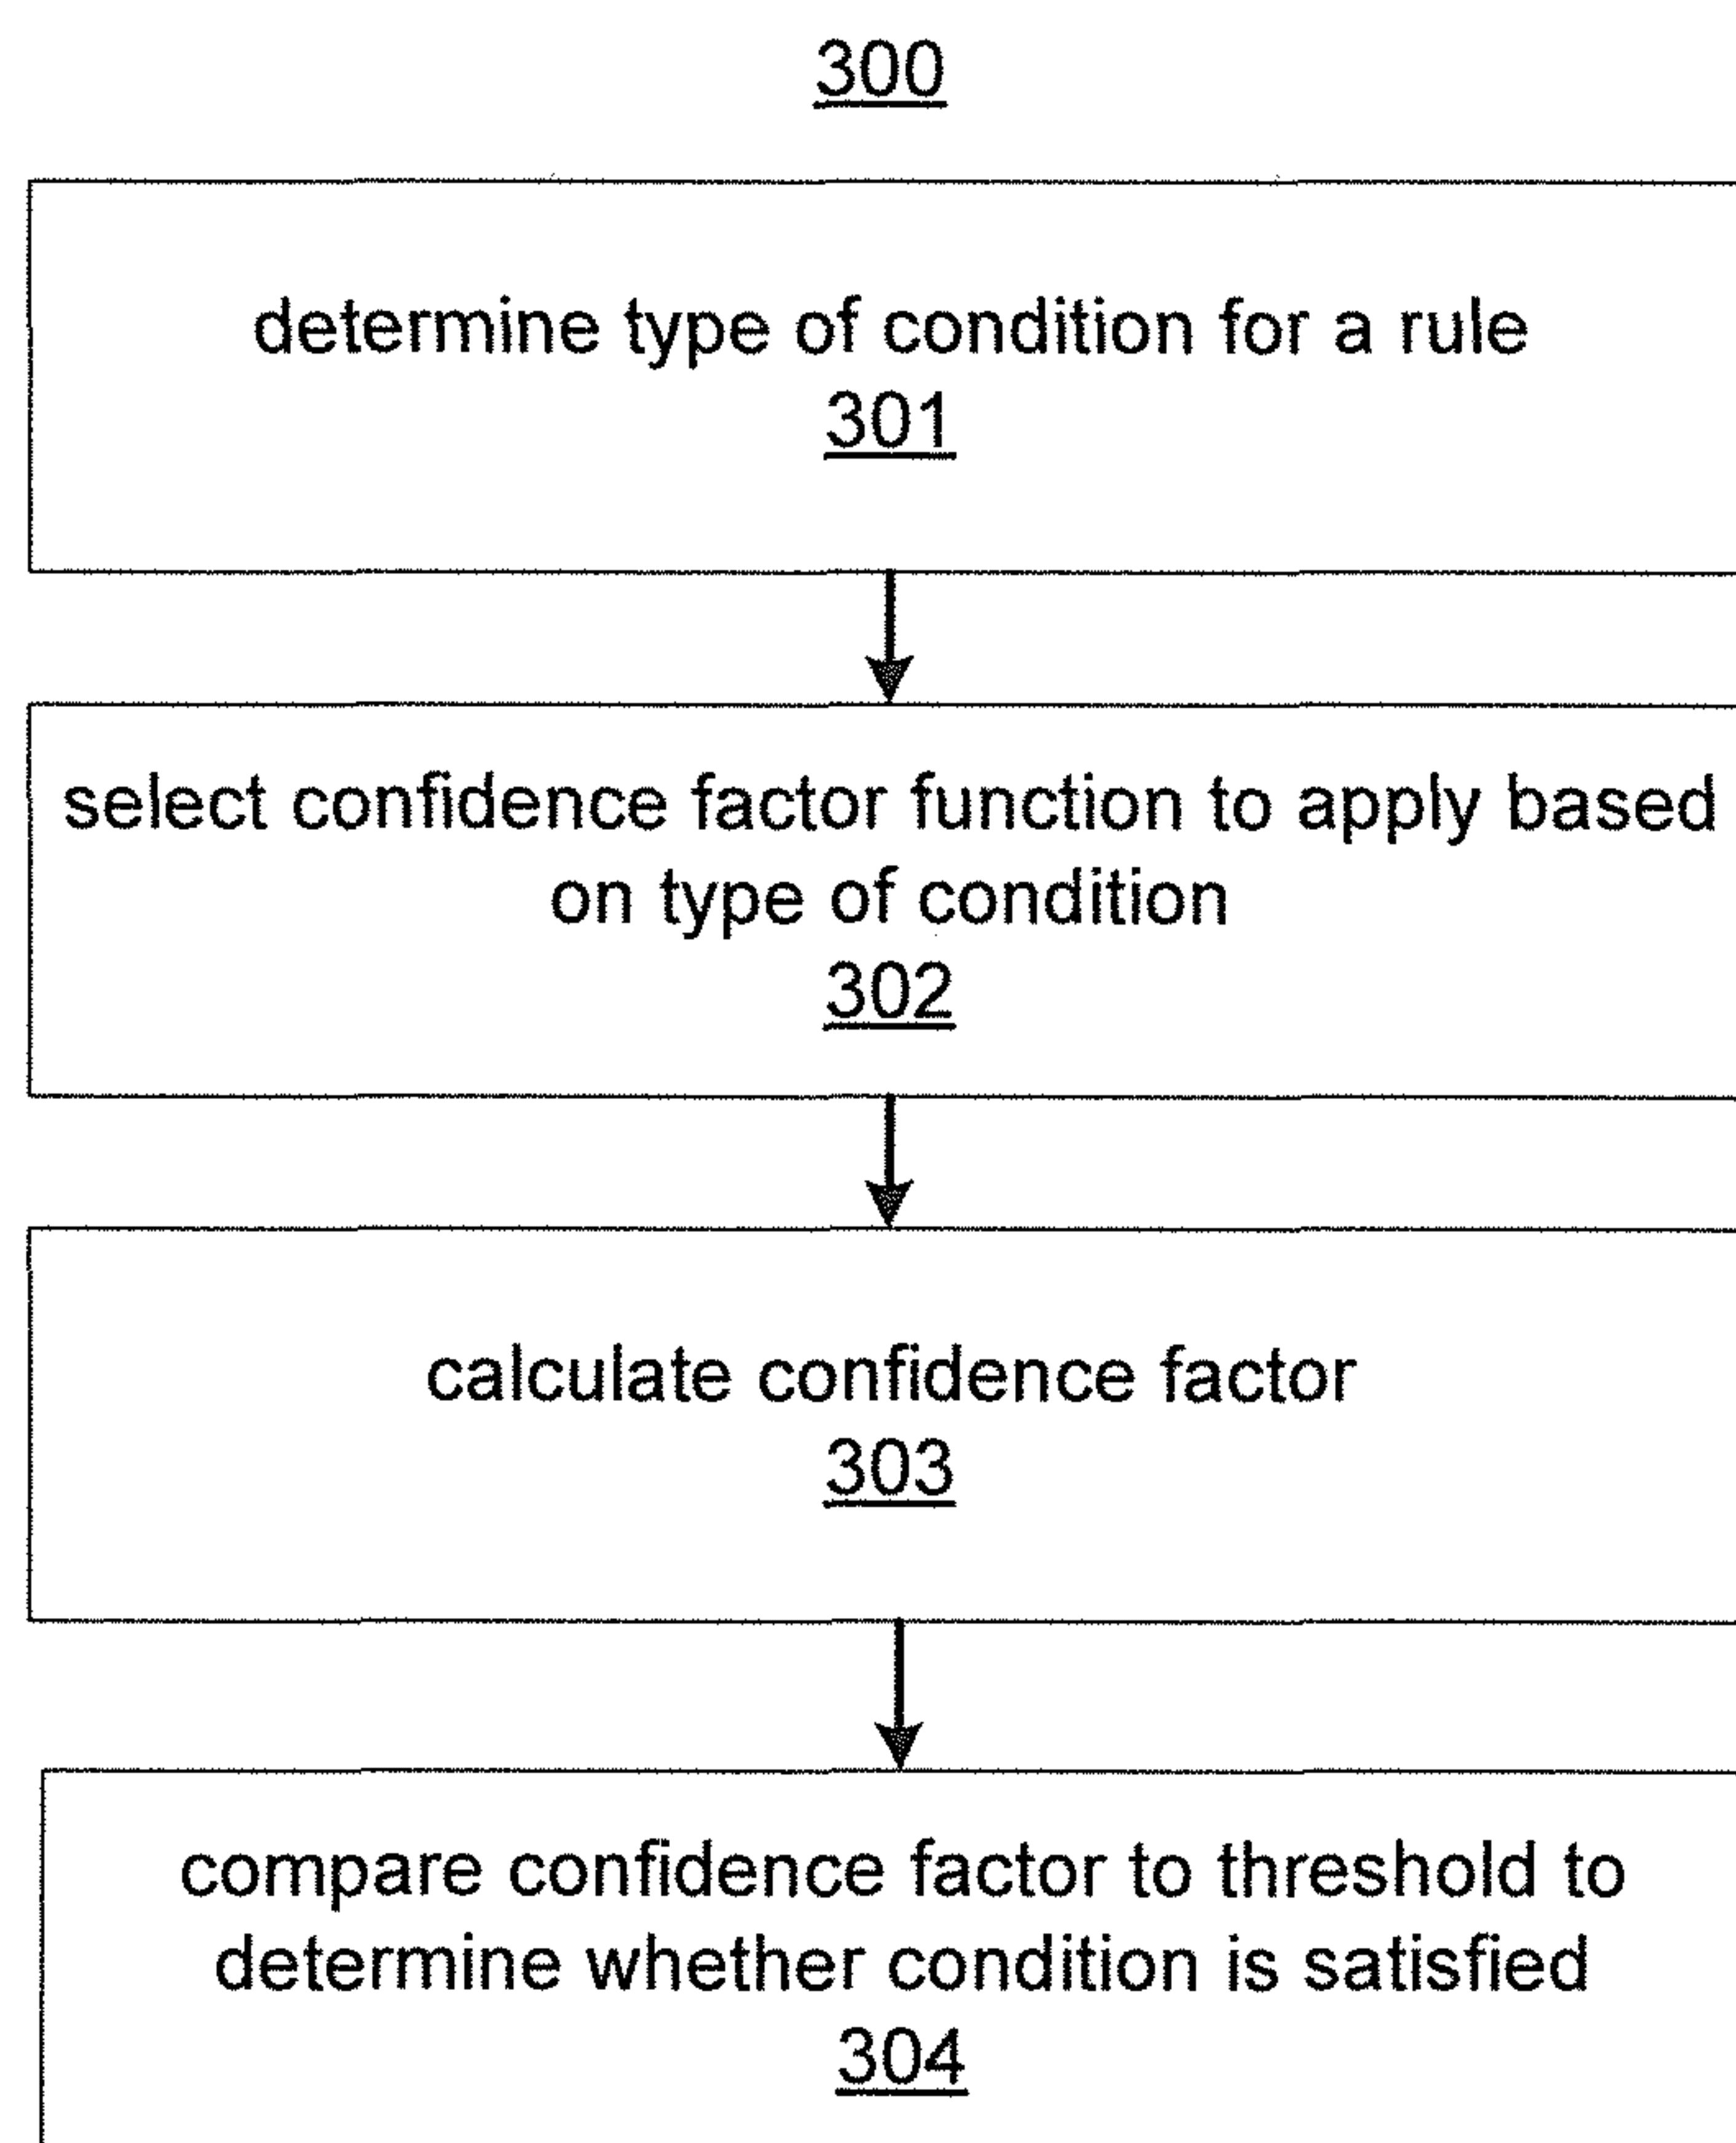 300
determine type of condition for a rule
301
select confidence factor function to apply based
on type of condition
302
calculate confidence factor
303
compare confidence factor to threshold to
determine whether condition is satisfied
304